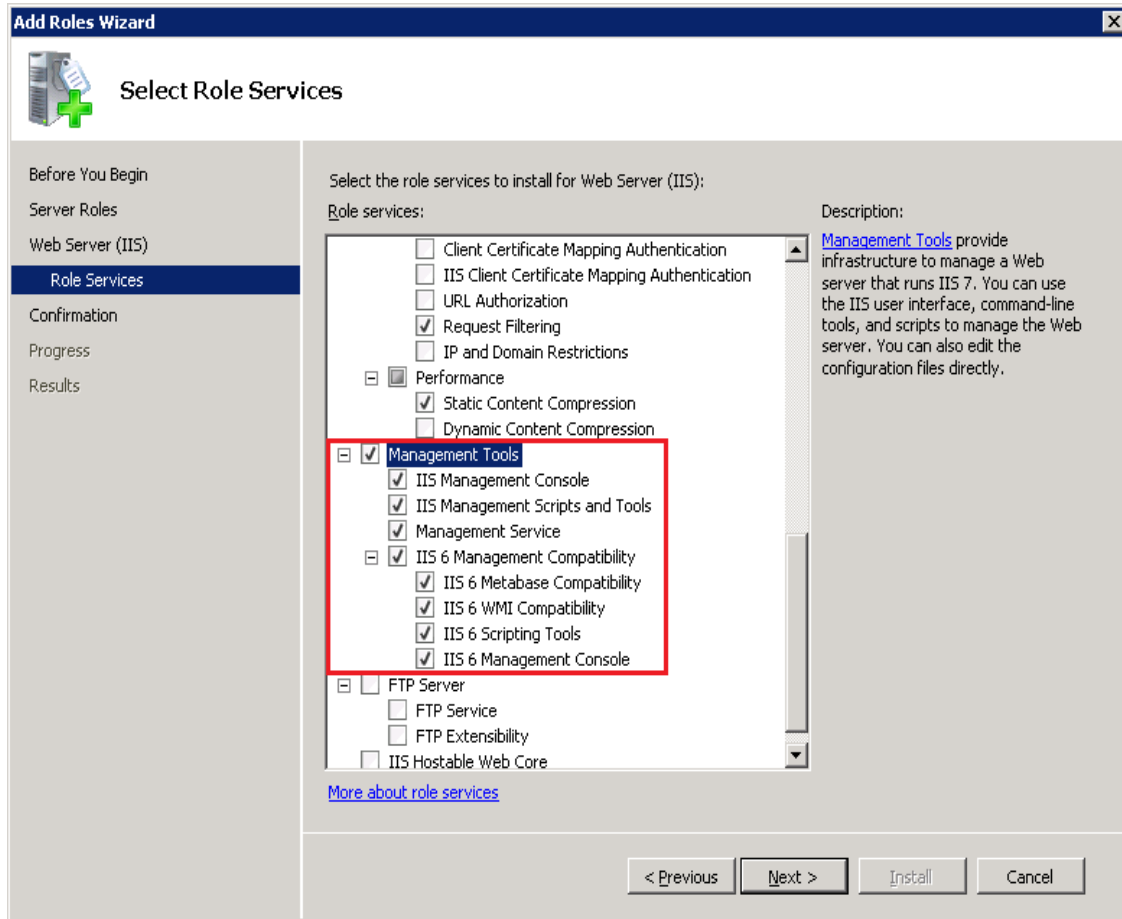 Add Roles Wizard
Select Role Services
Before You Begin
Server Roles
Web Server (IIS)
Role Services
Confirmation
Progress
Results
Select the role services to install for Web Server (IIS):
Role services:
Client Certificate Mapping Authentication
IIS Client Certificate Mapping Authentication
URL Authorization
Request Filtering
IP and Domain Restrictions
Performance
Static Content Compression
Dynamic Content Compression
Management Tools
IIS Management Console
IIS Management Scripts and Tools
Management Service
IIS 6 Management Compatibility
IIS 6 Metabase Compatibility
IIS 6 WMI Compatibility
IIS 6 Scripting Tools
IIS 6 Management Console
FTP Server
FTP Service
FTP Extensibility
IIS Hostable Web Core
More about role services
Description:
Management Tools provide
infrastructure to manage a Web
server that runs IIS 7. You can use
the IIS user interface, command-line
tools, and scripts to manage the Web
server. You can also edit the
configuration files directly.
< Previous
Next >
Install
Cancel